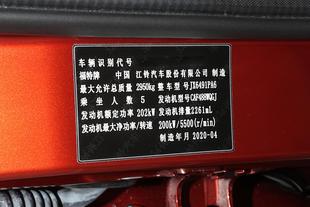 车辆识别代号
福特牌 中国 江铃汽车股份有限公司 制造
最大允许总质量 2950kg 整车型号 JX6491PA6
乘坐人数 5 发动机型号 CAF488WQGJ
发动机额定功率 202kW 发动机排量 2261mL
发动机最大净功率/转速 200kW/5500(r/min)
制造年月 2020-04